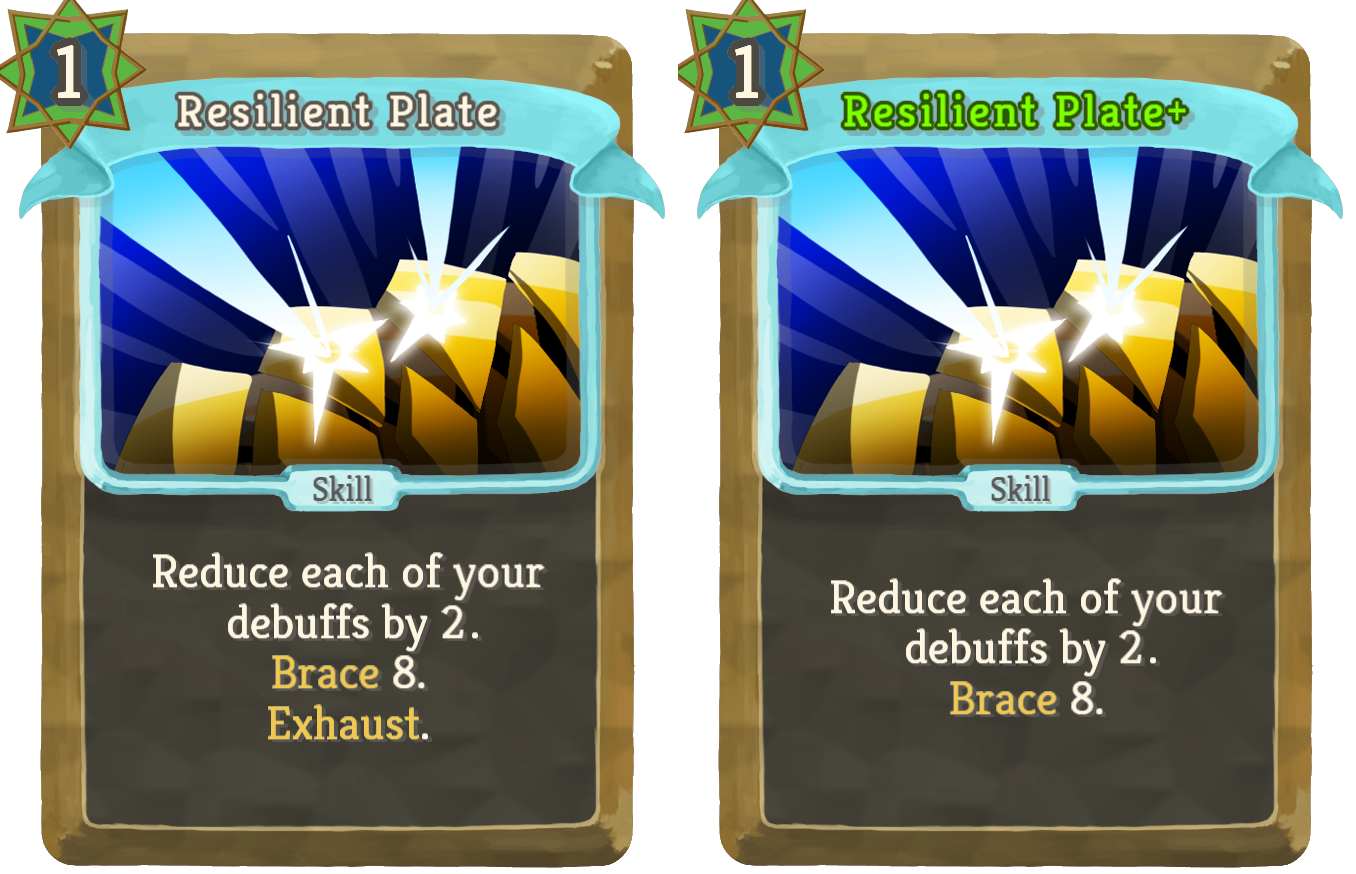 1
Resilient Plate
Skill
Reduce each of your
debuffs by 2.
Brace 8.
Exhaust.
1
Resilient Plate+
Skill
Reduce each of your
debuffs by 2.
Brace 8.